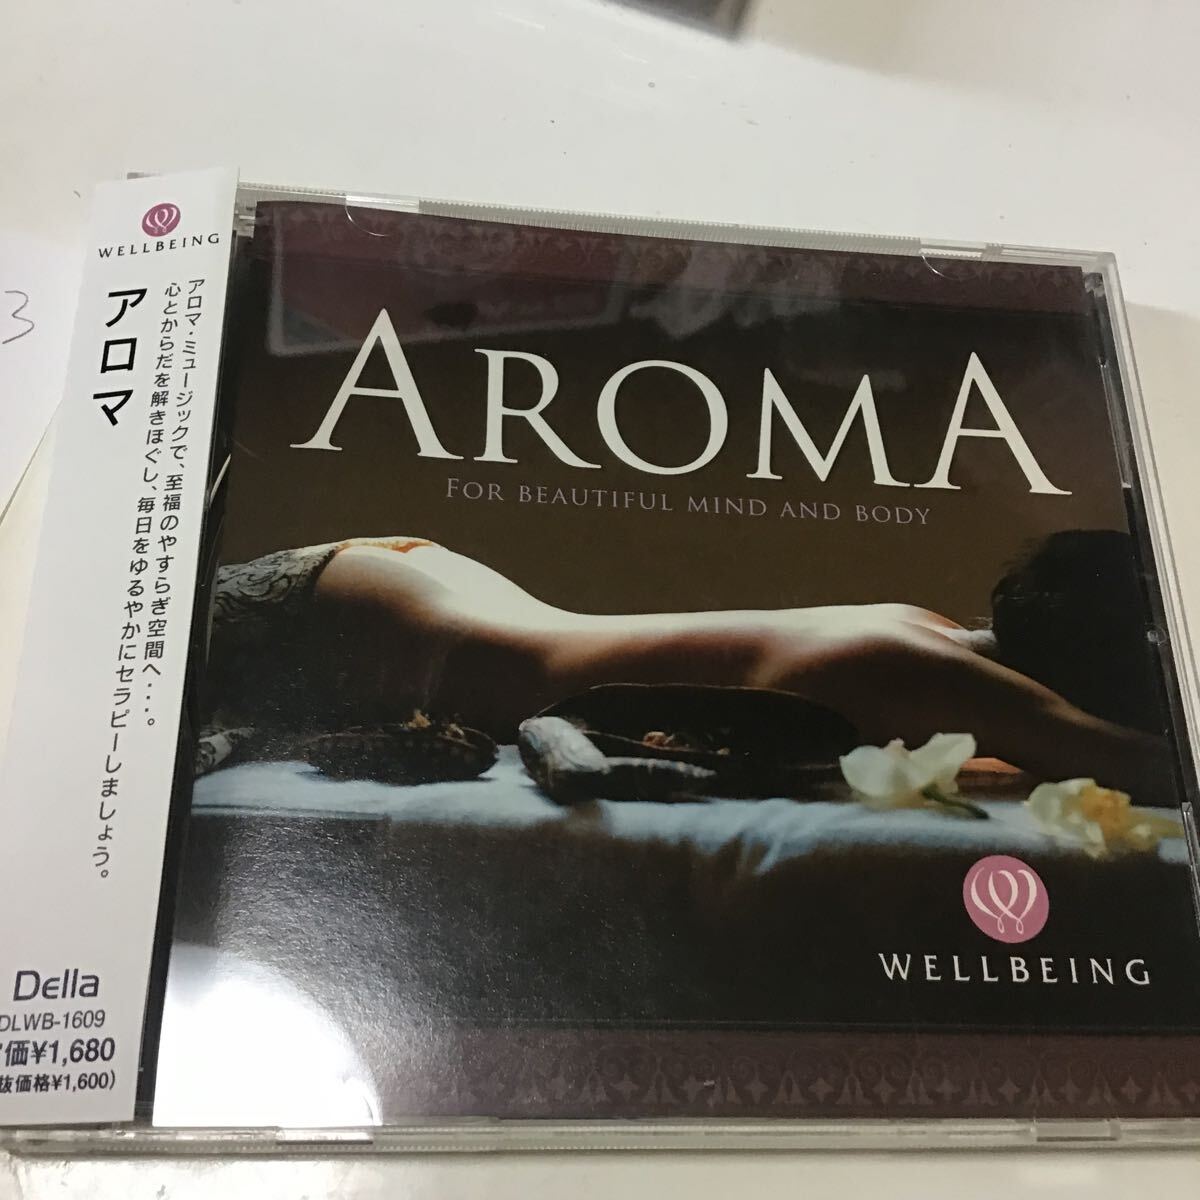 WELLBEING
アロマ
アロマ・ミュージックで、至福のやすらぎ空間へ・・・。
心とからだを解きほぐし、毎日をゆるやかにセラピーしましょう。
Della
DLWB-1609
価¥1,680
抜価格¥1,600)
3
AROMA
FOR BEAUTIFUL MIND AND BODY
WELLBEING